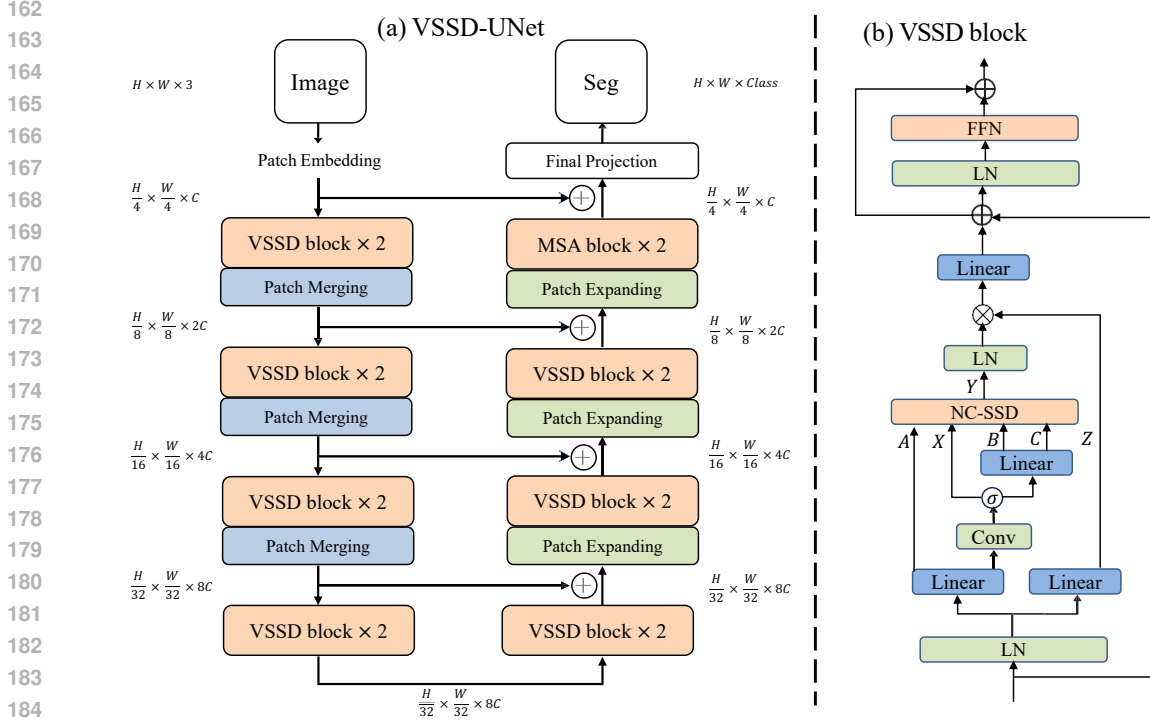 162
163
164
165
166
167
168
169
170
171
172
173
174
175
176
177
178
179
180
181
182
183
184
(a) VSSD-UNet
H × W × 3
Image
Seg
H × W × Class
Patch Embedding
Final Projection
H/4 × W/4 × C
+
H/4 × W/4 × C
VSSD block × 2
MSA block × 2
Patch Merging
Patch Expanding
H/8 × W/8 × 2C
+
H/8 × W/8 × 2C
VSSD block × 2
VSSD block × 2
Patch Merging
Patch Expanding
H/16 × W/16 × 4C
+
H/16 × W/16 × 4C
VSSD block × 2
VSSD block × 2
Patch Merging
Patch Expanding
H/32 × W/32 × 8C
+
H/32 × W/32 × 8C
VSSD block × 2
VSSD block × 2
H/32 × W/32 × 8C
(b) VSSD block
FFN
LN
Linear
LN
Y
NC-SSD
A
X
B
C
Z
Linear
σ
Conv
Linear
Linear
LN